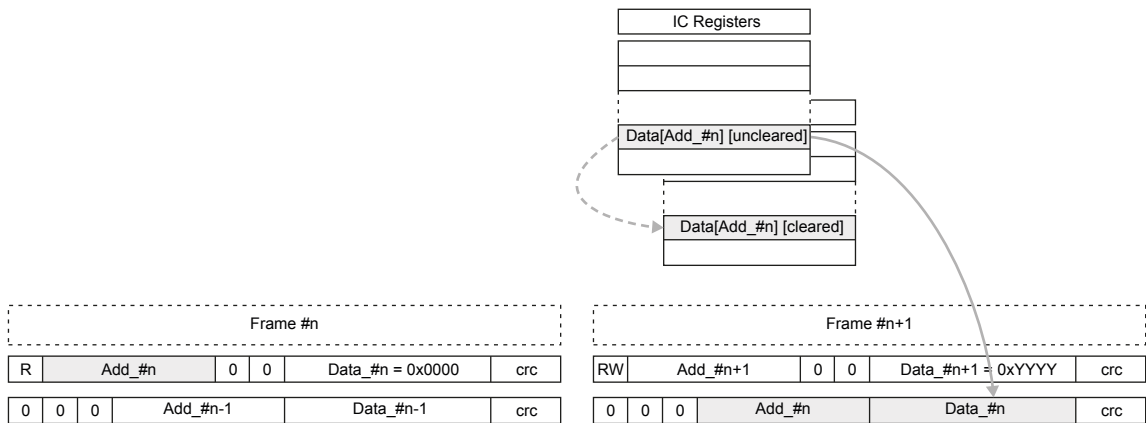 IC Registers
Data[Add_#n] [uncleared]
Data[Add_#n] [cleared]
Frame #n
R Add_#n 0 0 Data_#n = 0x0000 crc
0 0 0 Add_#n-1 Data_#n-1 crc
Frame #n+1
RW Add_#n+1 0 0 Data_#n+1 = 0xYYYY crc
0 0 0 Add_#n Data_#n crc